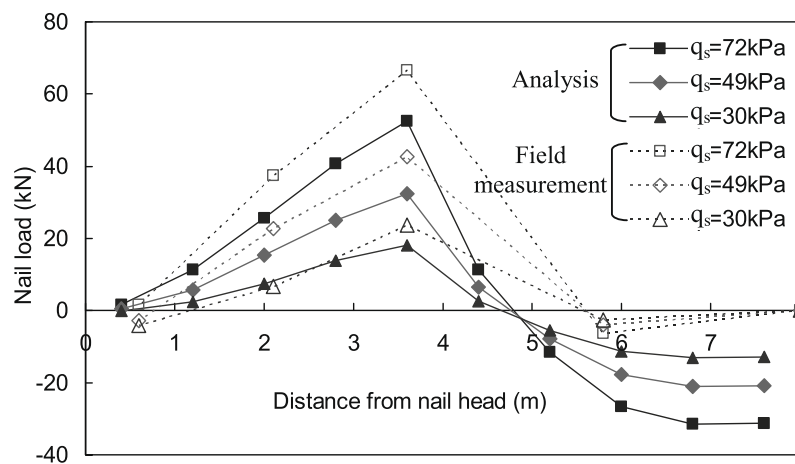 80
60
40
20
0
-20
-40
Nail load (kN)
0 1 2 3 4 5 6 7
Distance from nail head (m)
Analysis
qs=72kPa
qs=49kPa
qs=30kPa
Field
measurement
qs=72kPa
qs=49kPa
qs=30kPa